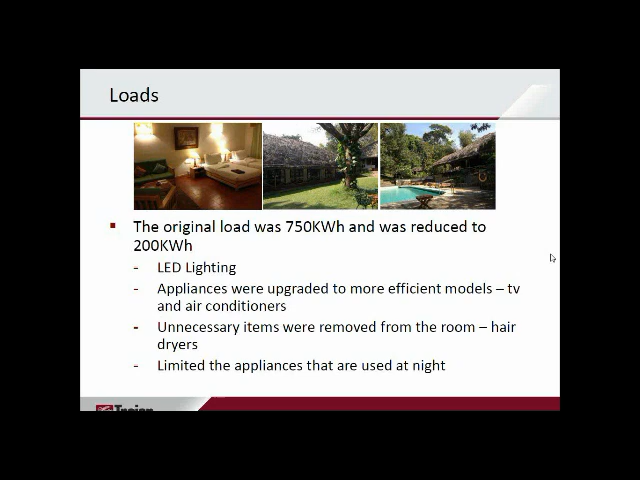 Loads
The original load was 750KWh and was reduced to
200KWh
- LED Lighting
- Appliances were upgraded to more efficient models – tv
and air conditioners
- Unnecessary items were removed from the room – hair
dryers
- Limited the appliances that are used at night
Trojan